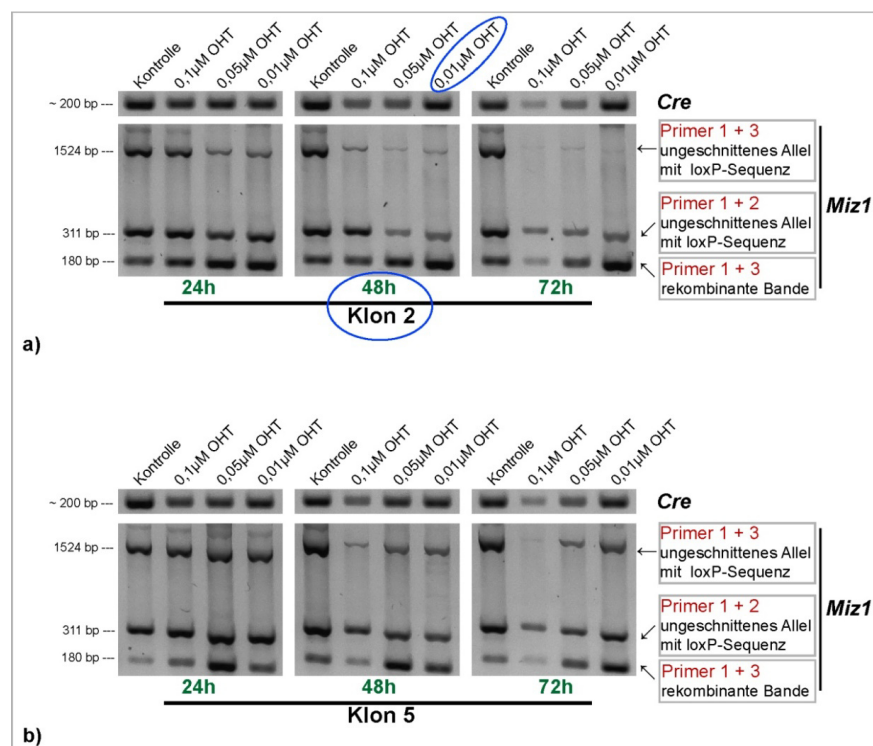 Kontrolle
0,1µM OHT
0,05µM OHT
0,01µM OHT
Kontrolle
0,1µM OHT
0,05µM OHT
0,01µM OHT
Kontrolle
0,1µM OHT
0,05µM OHT
0,01µM OHT
~ 200 bp ---
Cre
1524 bp ---
Primer 1 + 3
ungeschnittenes Allel
mit loxP-Sequenz
Miz1
311 bp ---
Primer 1 + 2
ungeschnittenes Allel
mit loxP-Sequenz
180 bp ---
Primer 1 + 3
rekombinante Bande
24h
48h
72h
Klon 2
a)
Kontrolle
0,1µM OHT
0,05µM OHT
0,01µM OHT
Kontrolle
0,1µM OHT
0,05µM OHT
0,01µM OHT
Kontrolle
0,1µM OHT
0,05µM OHT
0,01µM OHT
~ 200 bp ---
Cre
1524 bp ---
Primer 1 + 3
ungeschnittenes Allel
mit loxP-Sequenz
Miz1
311 bp ---
Primer 1 + 2
ungeschnittenes Allel
mit loxP-Sequenz
180 bp ---
Primer 1 + 3
rekombinante Bande
24h
48h
72h
Klon 5
b)